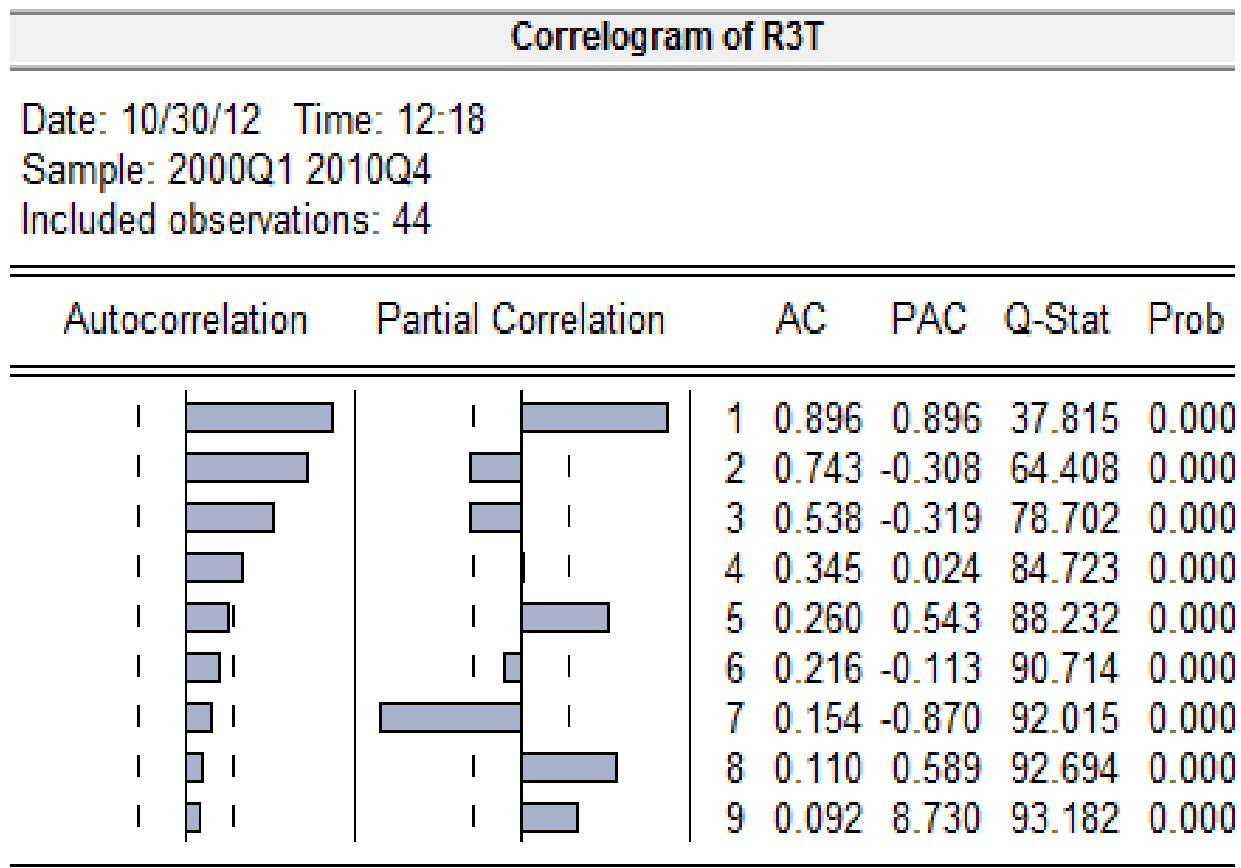 Correlogram of R3T
Date: 10/30/12 Time: 12:18
Sample: 2000Q1 2010Q4
Included observations: 44
Autocorrelation Partial Correlation AC PAC Q-Stat Prob
1 0.896 0.896 37.815 0.000
2 0.743 -0.308 64.408 0.000
3 0.538 -0.319 78.702 0.000
4 0.345 0.024 84.723 0.000
5 0.260 0.543 88.232 0.000
6 0.216 -0.113 90.714 0.000
7 0.154 -0.870 92.015 0.000
8 0.110 0.589 92.694 0.000
9 0.092 8.730 93.182 0.000